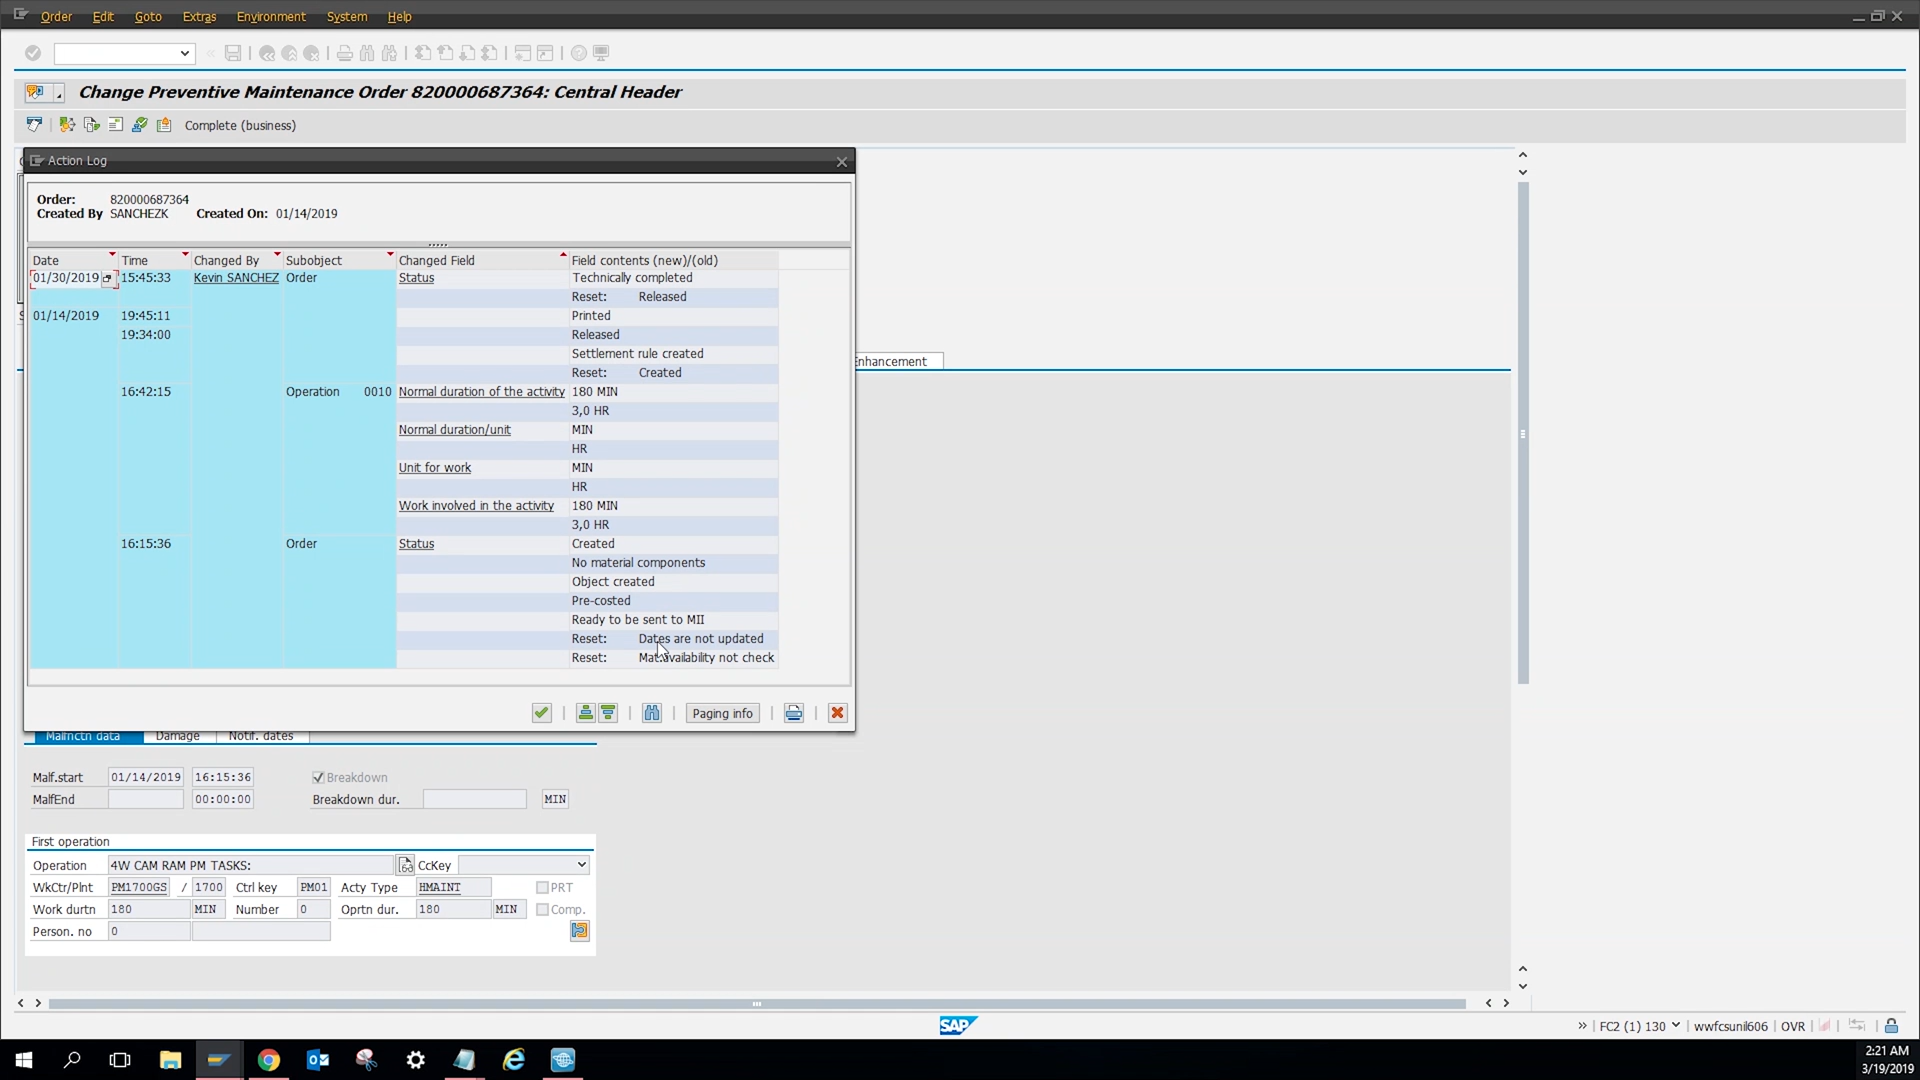 Order Edit Goto Extras Environment System Help
Change Preventive Maintenance Order 820000687364: Central Header
Complete (business)
Action Log
Order: 820000687364
Created By SANCHEZK Created On: 01/14/2019
Date Time Changed By Subobject Changed Field Field contents (new)/(old)
01/30/2019 15:45:33 Kevin SANCHEZ Order Status Technically completed
Reset: Released
01/14/2019 19:45:11 Printed
19:34:00 Released
Settlement rule created
Enhancement
Reset: Created
16:42:15 Operation 0010 Normal duration of the activity 180 MIN
3,0 HR
Normal duration/unit MIN
HR
Unit for work MIN
HR
Work involved in the activity 180 MIN
3,0 HR
16:15:36 Order Status Created
No material components
Object created
Pre-costed
Ready to be sent to MII
Reset: Dates are not updated
Reset: Mat.availability not check
Paging info
Malfnctn data Damage Notif. dates
Malf.start 01/14/2019 16:15:36 Breakdown
MalfEnd 00:00:00 Breakdown dur. MIN
First operation
Operation 4W CAM RAM PM TASKS: CcKey
WkCtr/Plnt PM1700GS / 1700 Ctrl key PM01 Acty Type HMAINT PRT
Work durtn 180 MIN Number 0 Oprtn dur. 180 MIN Comp.
Person. no 0
SAP
FC2 (1) 130 wwfcsunil606 OVR
2:21 AM
3/19/2019